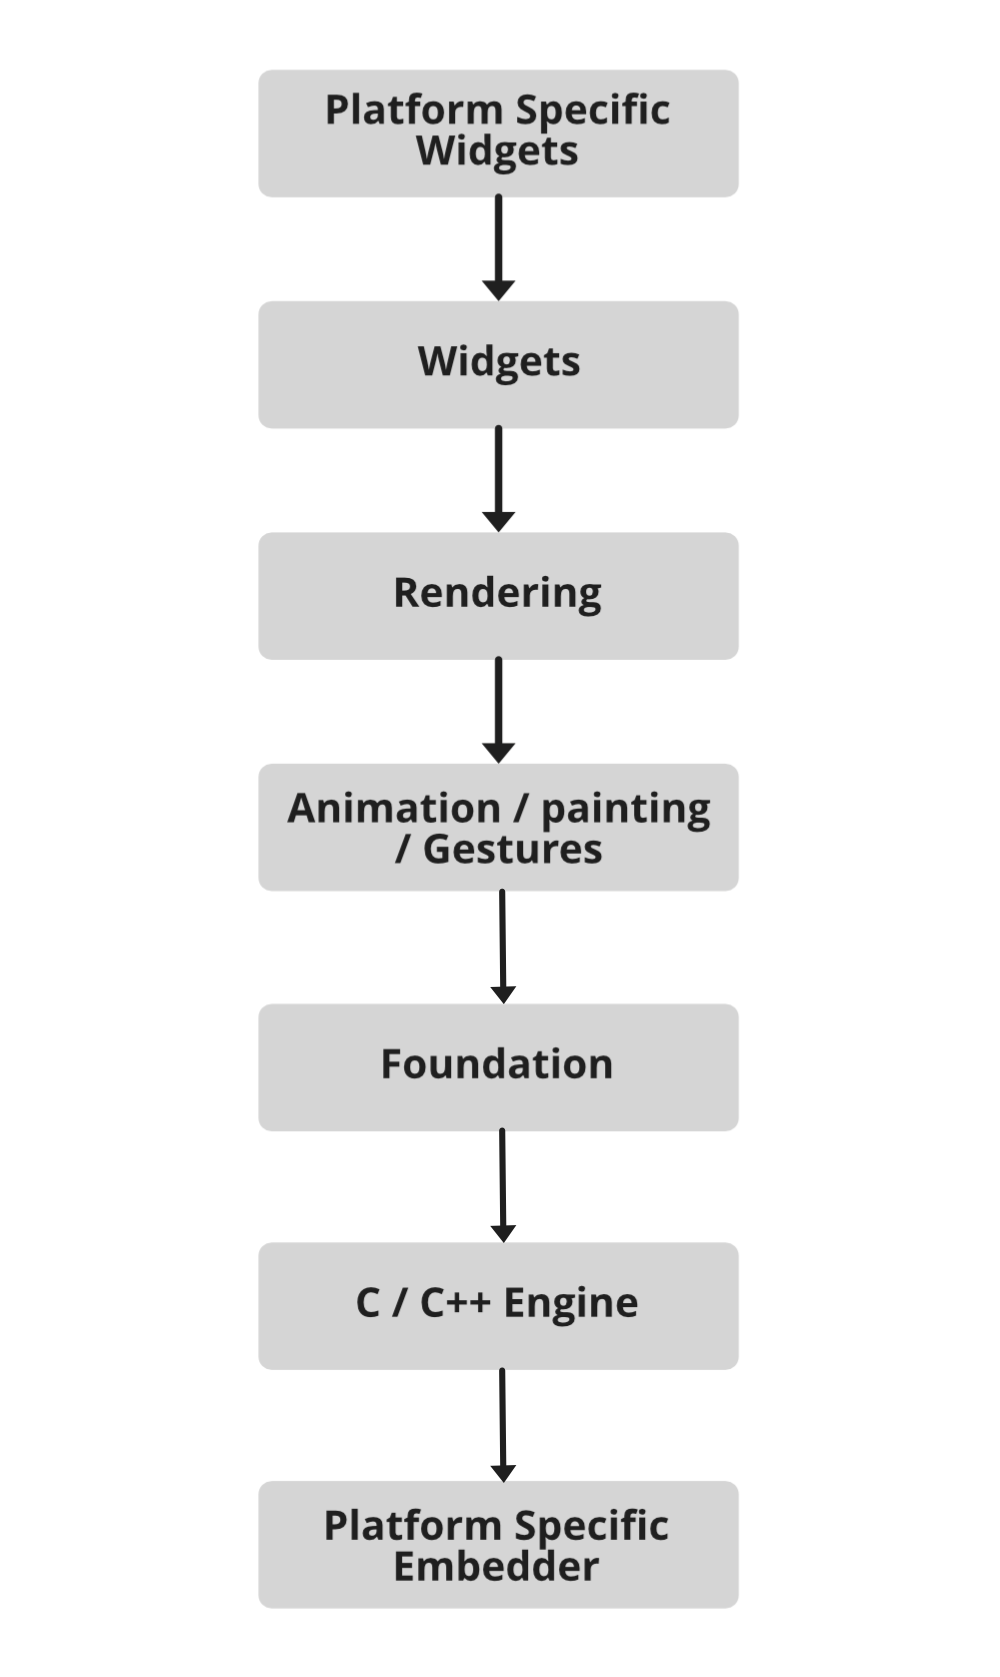 Platform Specific
Widgets
Widgets
Rendering
Animation / painting
/ Gestures
Foundation
C / C++ Engine
Platform Specific
Embedder